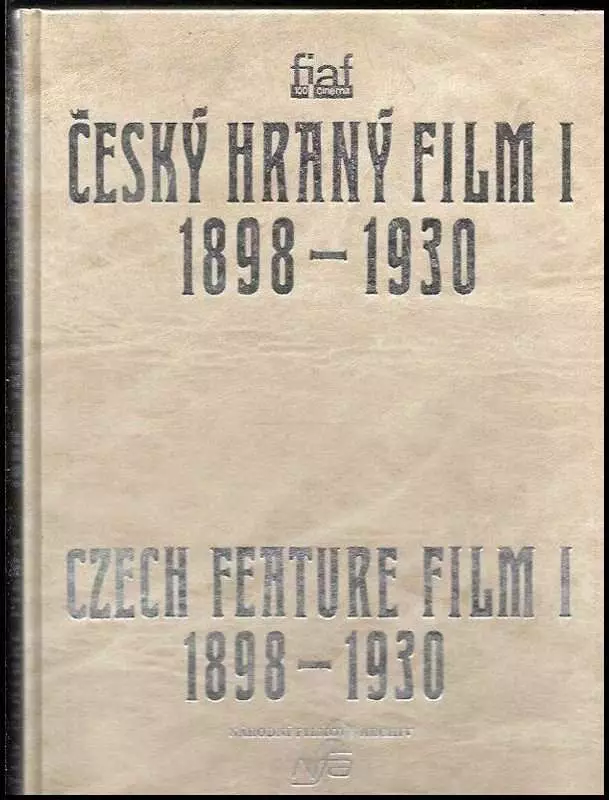 fiaf
100 cinema
ČESKÝ HRANÝ FILM I
1898 – 1930
CZECH FEATURE FILM I
1898 – 1930
NÁRODNÍ FILMOVÝ ARCHIV
nfa